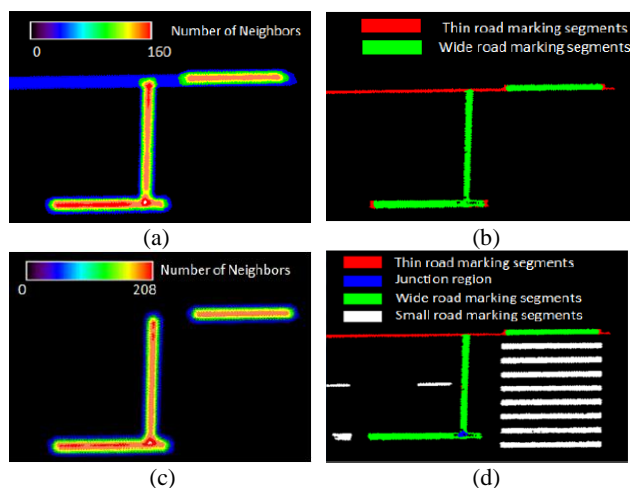 Number of Neighbors
0 160
(a)
Thin road marking segments
Wide road marking segments
(b)
Number of Neighbors
0 208
(c)
Thin road marking segments
Junction region
Wide road marking segments
Small road marking segments
(d)